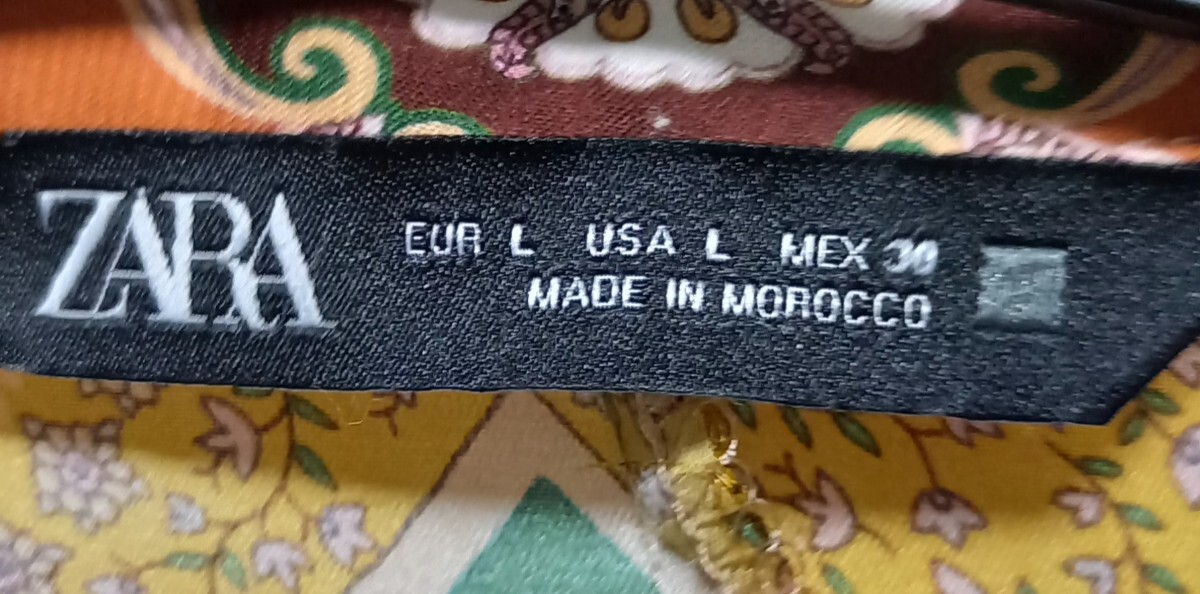 ZARA
EUR L USA L MEX 30
MADE IN MOROCCO